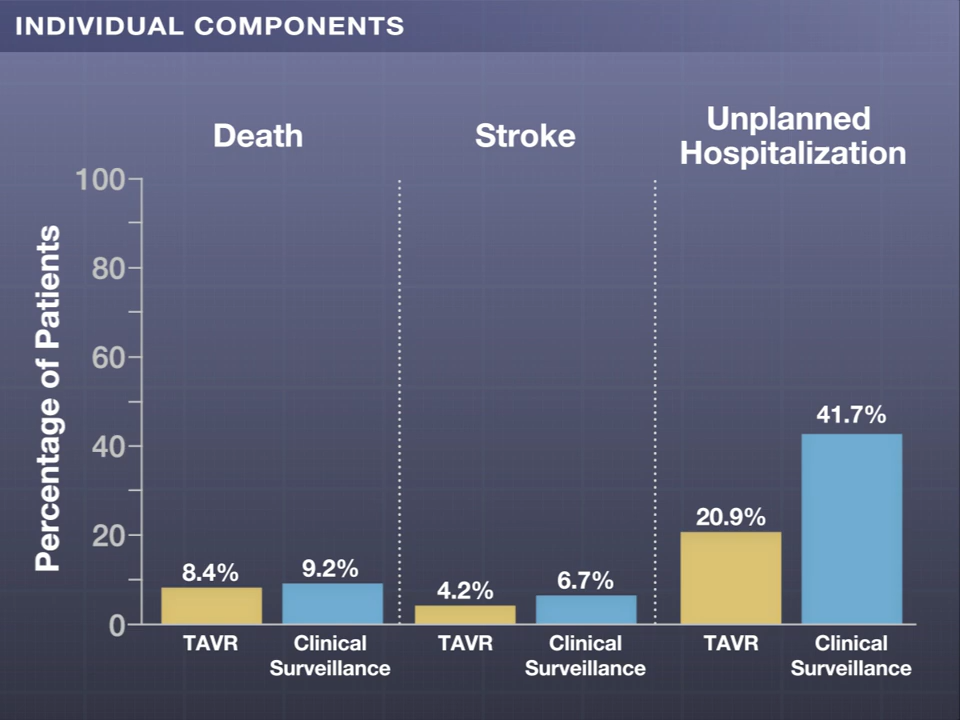 INDIVIDUAL COMPONENTS
Death
Stroke
Unplanned
Hospitalization
Percentage of Patients
100
80
60
40
20
0
8.4%
9.2%
4.2%
6.7%
20.9%
41.7%
TAVR
Clinical
Surveillance
TAVR
Clinical
Surveillance
TAVR
Clinical
Surveillance